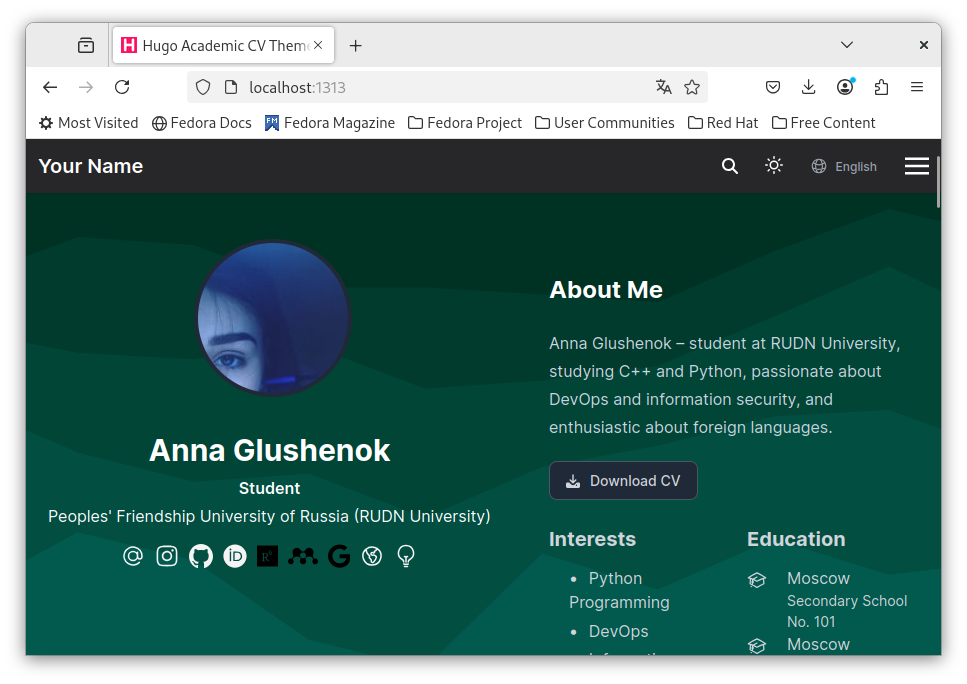 Hugo Academic CV Them
localhost:1313
Most Visited Fedora Docs Fedora Magazine Fedora Project User Communities Red Hat Free Content
Your Name
English
Anna Glushenok
Student
Peoples' Friendship University of Russia (RUDN University)
iD
About Me
Anna Glushenok – student at RUDN University,
studying C++ and Python, passionate about
DevOps and information security, and
enthusiastic about foreign languages.
Download CV
Interests
• Python
Programming
• DevOps
Education
Moscow
Secondary School
No. 101
Moscow